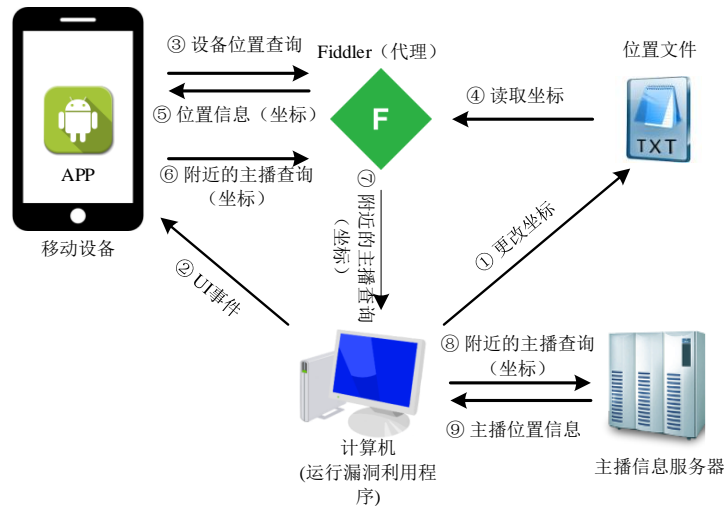 ③ 设备位置查询
Fiddler（代理）
位置文件
⑤ 位置信息（坐标）
④ 读取坐标
F
TXT
APP
⑥ 附近的主播查询
（坐标）
⑦ 附近的主播查询
（坐标）
移动设备
① 更改坐标
② UI事件
⑧ 附近的主播查询
（坐标）
⑨ 主播位置信息
计算机
(运行漏洞利用程
序)
主播信息服务器